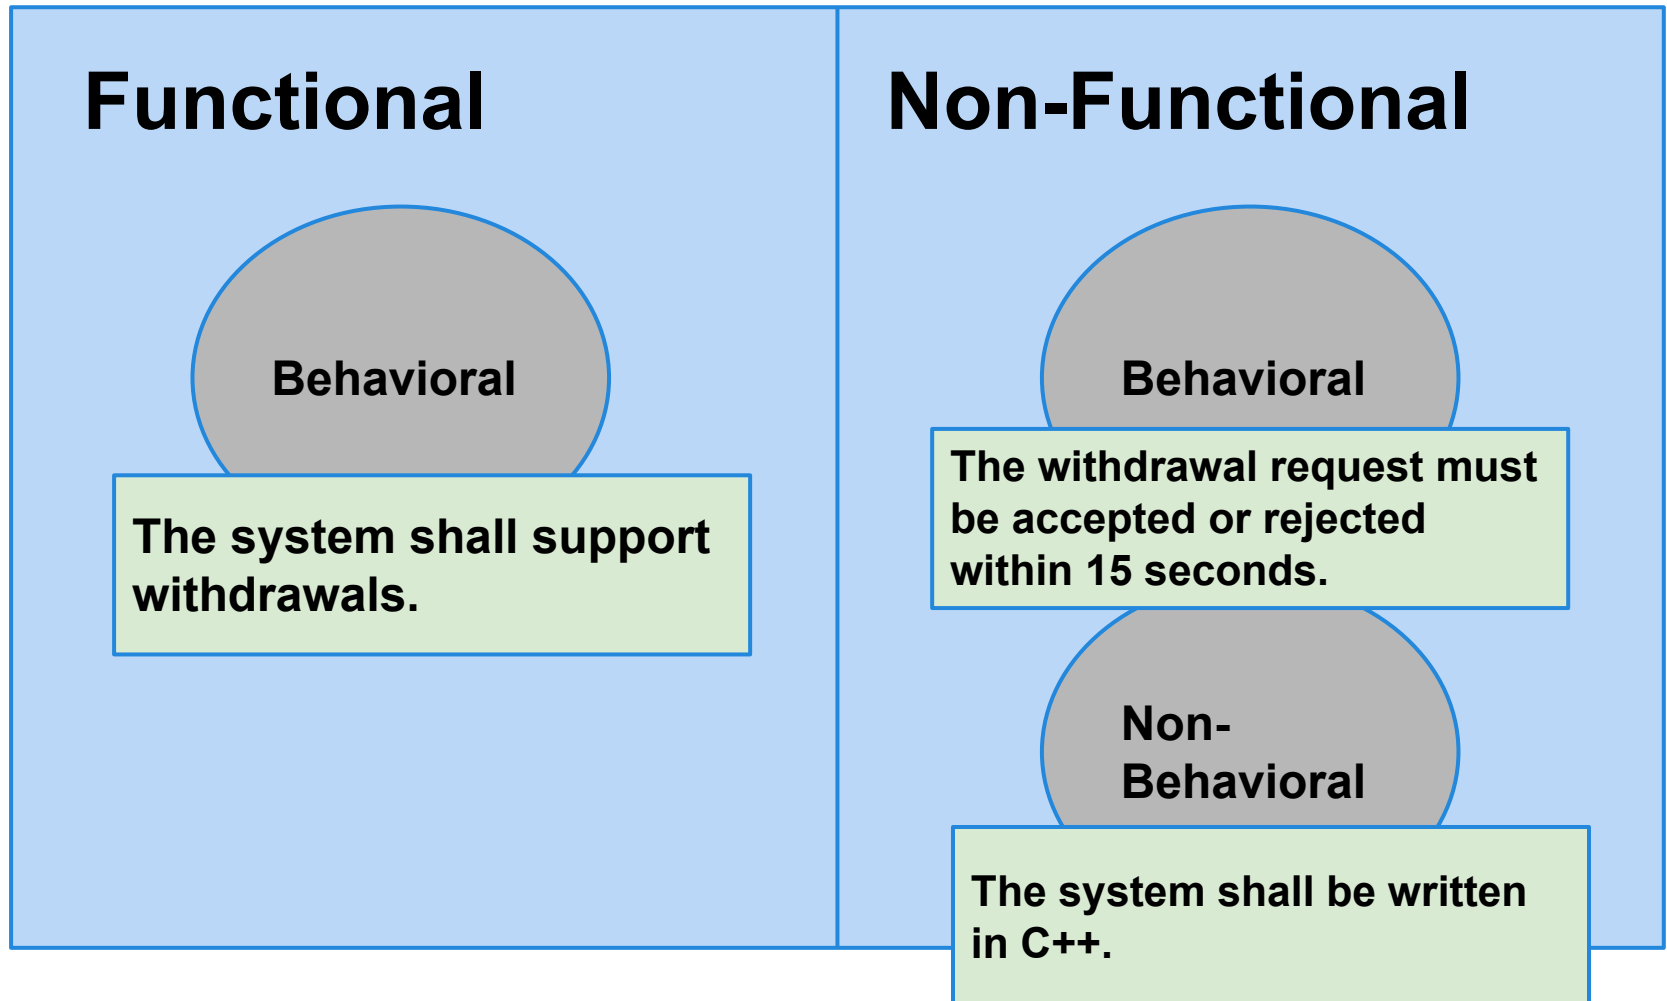 Functional
Behavioral
The system shall support
withdrawals.
Non-Functional
Behavioral
The withdrawal request must
be accepted or rejected
within 15 seconds.
Non-
Behavioral
The system shall be written
in C++.